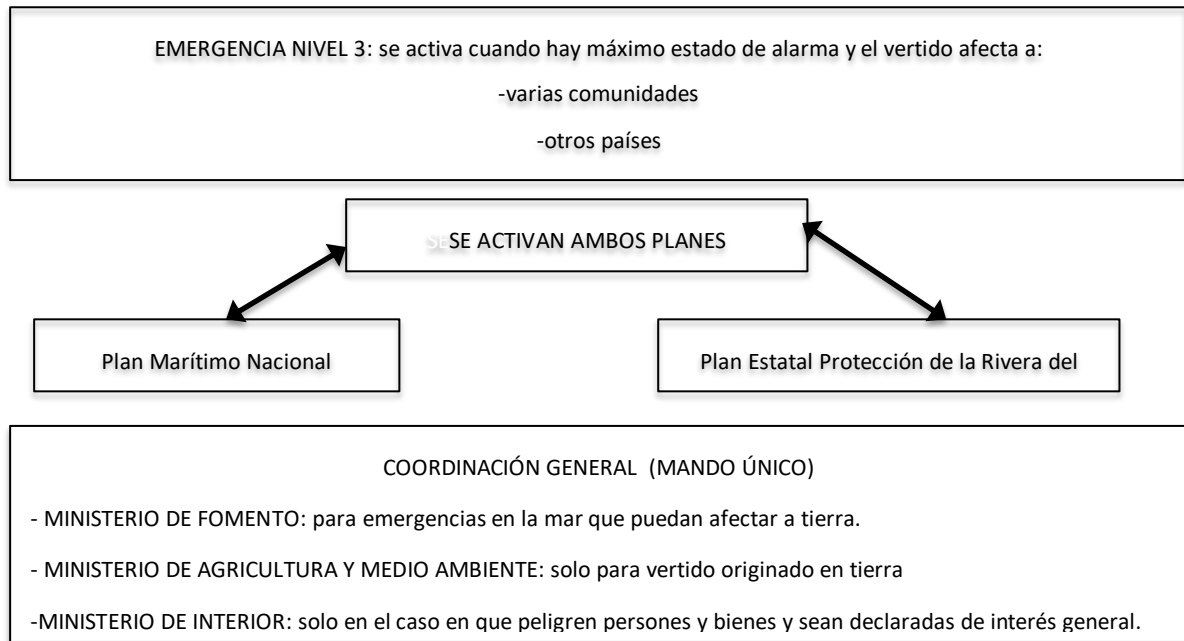 EMERGENCIA NIVEL 3: se activa cuando hay máximo estado de alarma y el vertido afecta a:
-varias comunidades
-otros países
SE ACTIVAN AMBOS PLANES
Plan Marítimo Nacional
Plan Estatal Protección de la Rivera del
COORDINACIÓN GENERAL (MANDO ÚNICO)
- MINISTERIO DE FOMENTO: para emergencias en la mar que puedan afectar a tierra.
- MINISTERIO DE AGRICULTURA Y MEDIO AMBIENTE: solo para vertido originado en tierra
-MINISTERIO DE INTERIOR: solo en el caso en que peligren persones y bienes y sean declaradas de interés general.